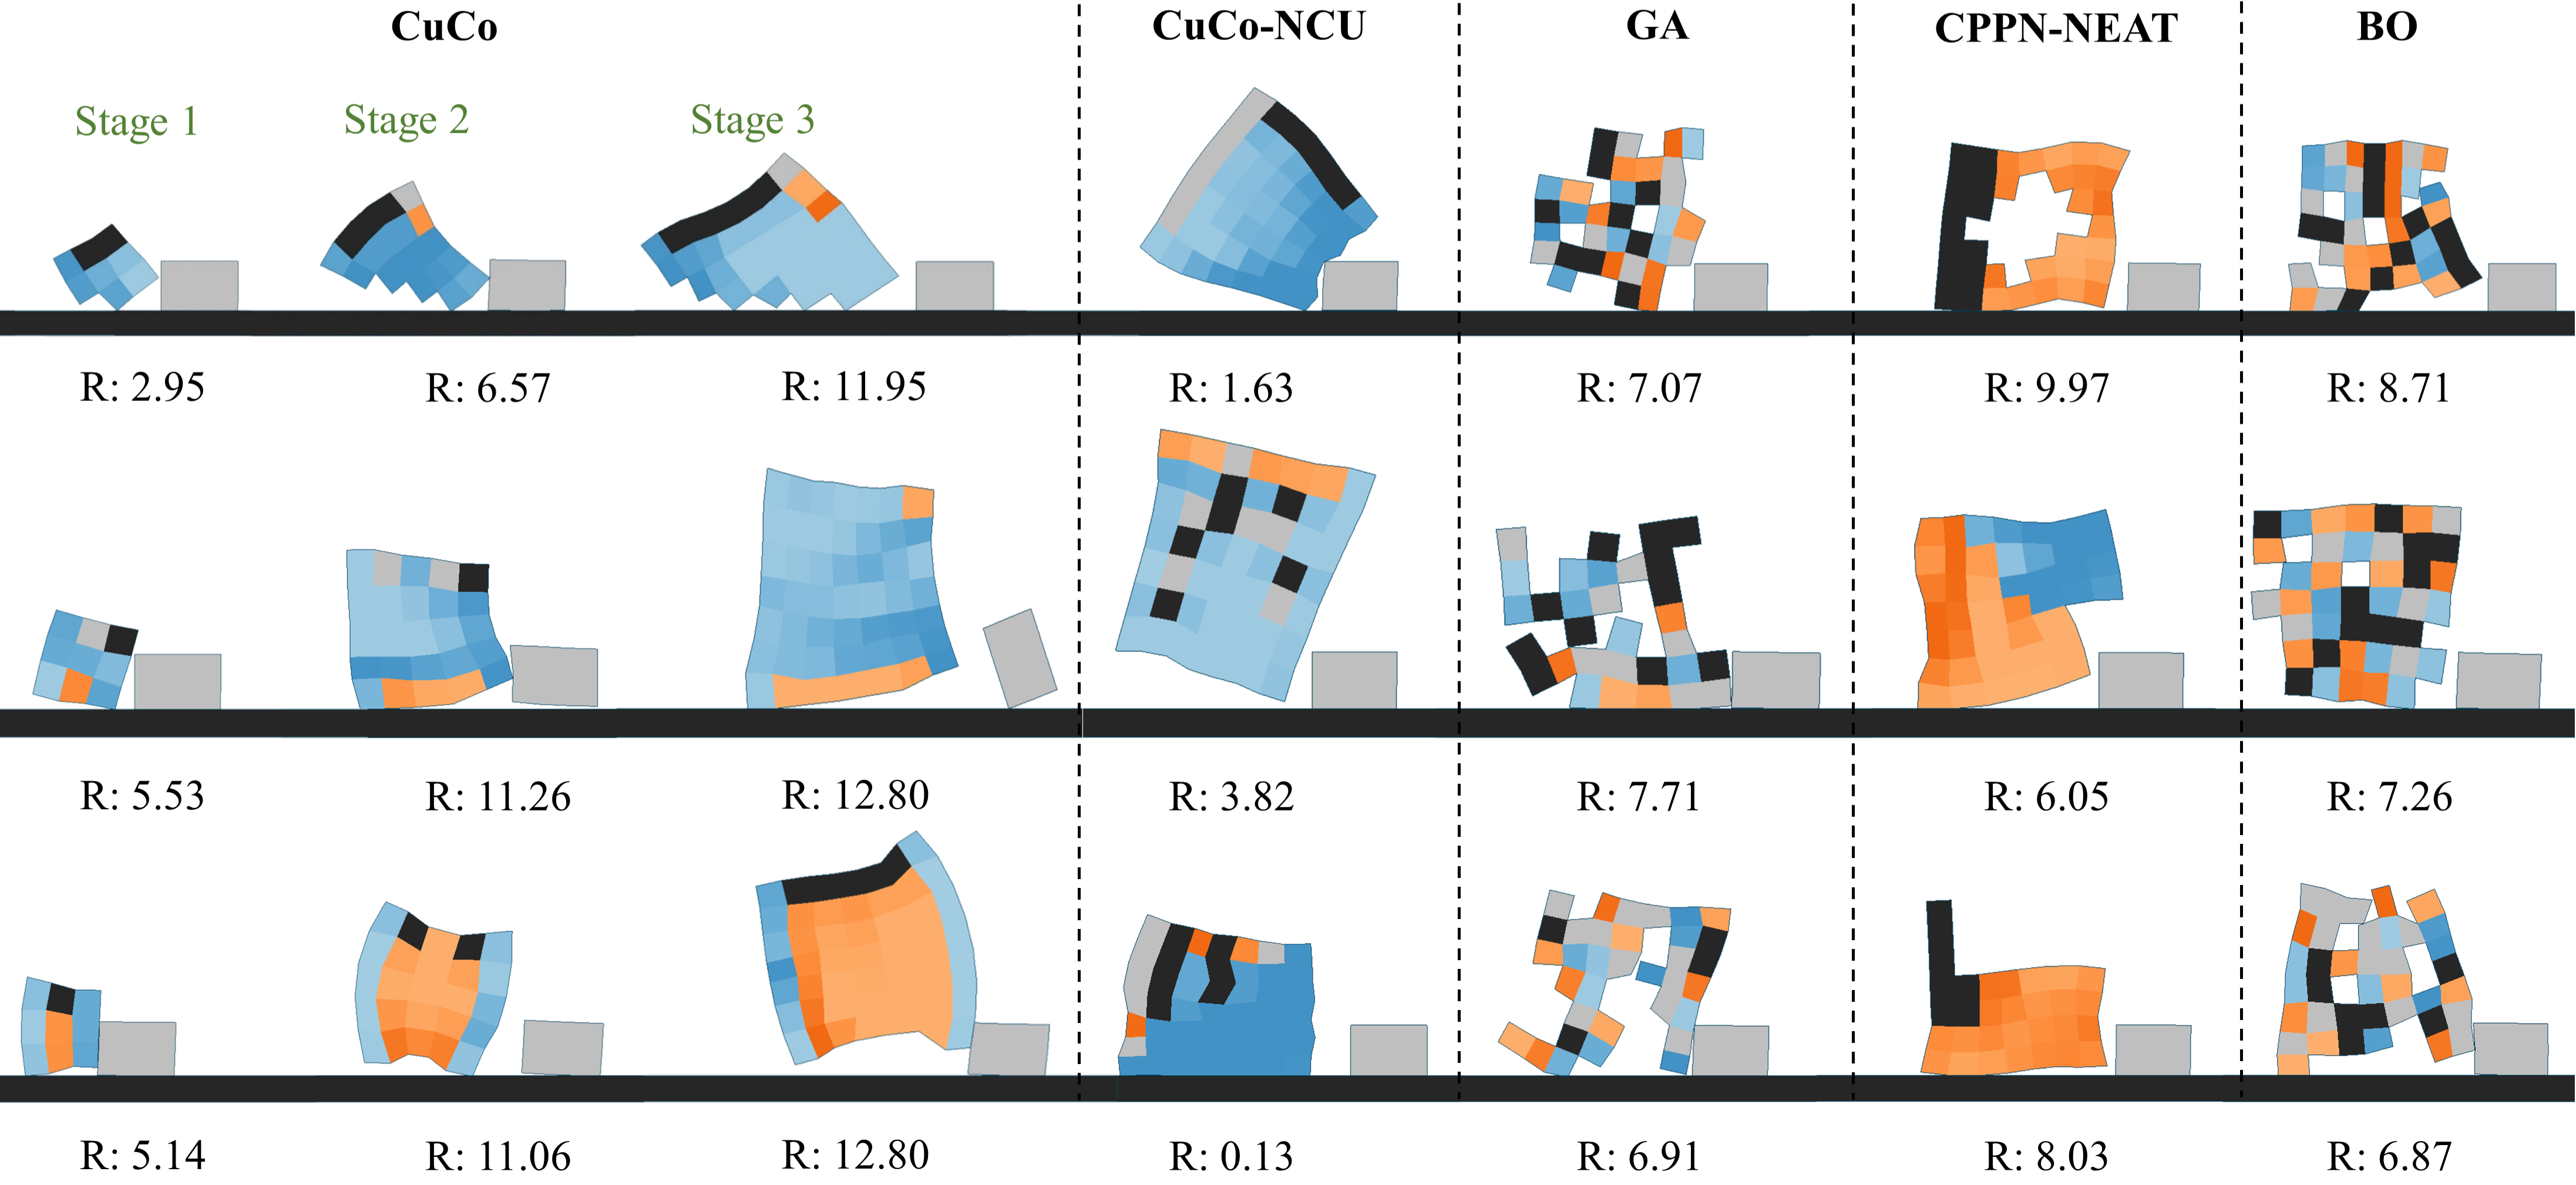 CuCo CuCo-NCU GA CPPN-NEAT BO
Stage 1 Stage 2 Stage 3
R: 2.95 R: 6.57 R: 11.95 R: 1.63 R: 7.07 R: 9.97 R: 8.71
R: 5.53 R: 11.26 R: 12.80 R: 3.82 R: 7.71 R: 6.05 R: 7.26
R: 5.14 R: 11.06 R: 12.80 R: 0.13 R: 6.91 R: 8.03 R: 6.87